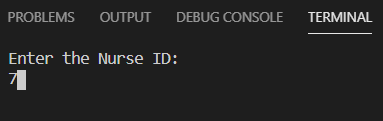 PROBLEMS OUTPUT DEBUG CONSOLE TERMINAL
Enter the Nurse ID:
7